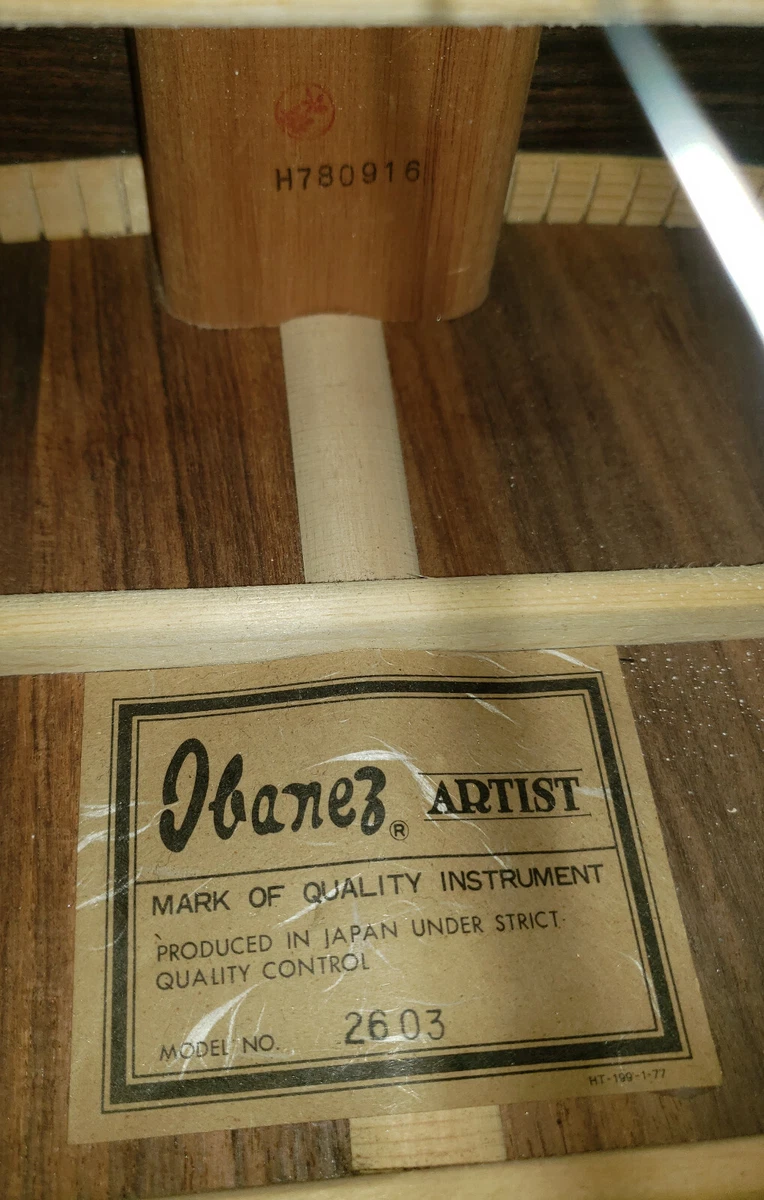 H780916
Ibanez® ARTIST
MARK OF QUALITY INSTRUMENT
PRODUCED IN JAPAN UNDER STRICT
QUALITY CONTROL
MODEL NO. 2603
HT-199-1-77